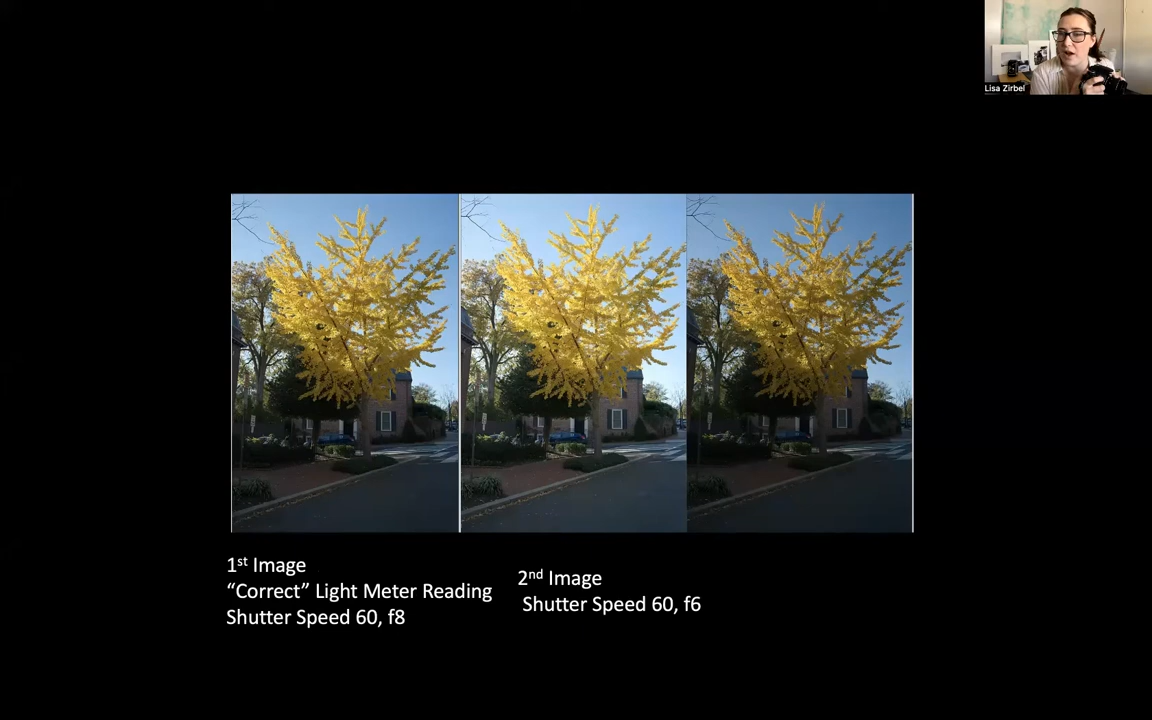 Lisa Zirbel
1st Image
“Correct” Light Meter Reading
Shutter Speed 60, f8
2nd Image
Shutter Speed 60, f6